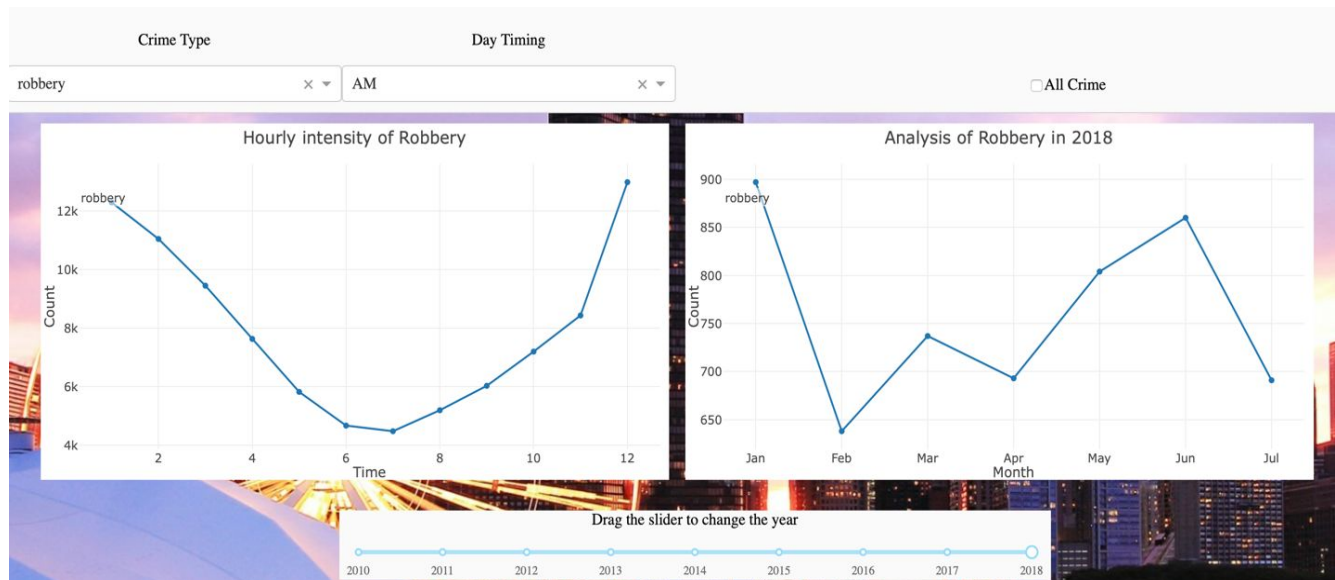 Crime Type
Day Timing
robbery
AM
All Crime
Hourly intensity of Robbery
robbery
12k
10k
8k
6k
4k
Count
2 4 6 8 10 12
Time
Analysis of Robbery in 2018
900
robbery
850
800
750
700
650
Count
Jan Feb Mar Apr May Jun Jul
Month
Drag the slider to change the year
2010 2011 2012 2013 2014 2015 2016 2017 2018